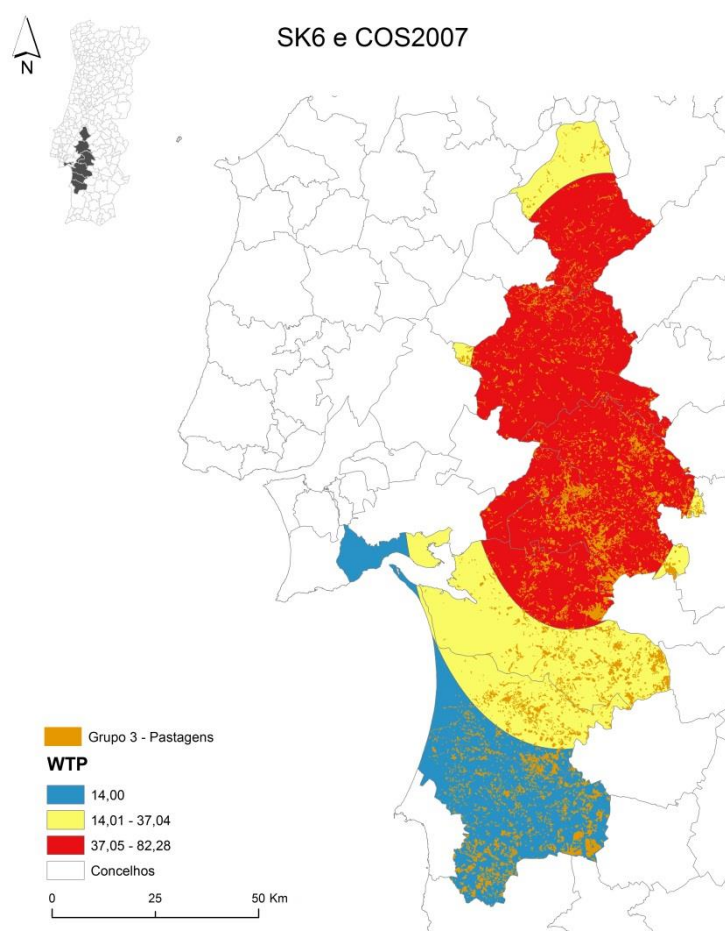 SK6 e COS2007
N
Grupo 3 - Pastagens
WTP
14,00
14,01 - 37,04
37,05 - 82,28
Concelhos
0 25 50 Km